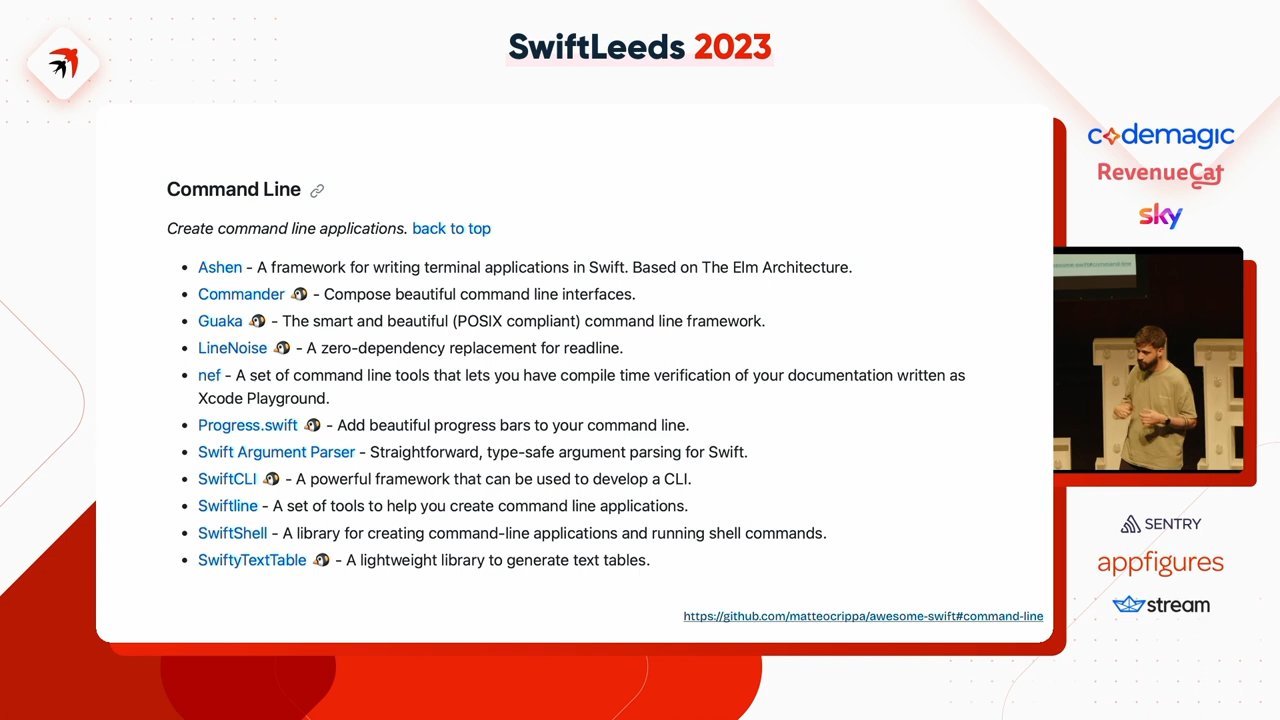 SwiftLeeds 2023
Command Line
Create command line applications. back to top
Ashen - A framework for writing terminal applications in Swift. Based on The Elm Architecture.
Commander 🐧 - Compose beautiful command line interfaces.
Guaka 🐧 - The smart and beautiful (POSIX compliant) command line framework.
LineNoise 🐧 - A zero-dependency replacement for readline.
nef - A set of command line tools that lets you have compile time verification of your documentation written as
Xcode Playground.
Progress.swift 🐧 - Add beautiful progress bars to your command line.
Swift Argument Parser - Straightforward, type-safe argument parsing for Swift.
SwiftCLI 🐧 - A powerful framework that can be used to develop a CLI.
Swiftline - A set of tools to help you create command line applications.
SwiftShell - A library for creating command-line applications and running shell commands.
SwiftyTextTable 🐧 - A lightweight library to generate text tables.
https://github.com/matteocrippa/awesome-swift#command-line
codemagic
RevenueCat
sky
SENTRY
appfigures
stream